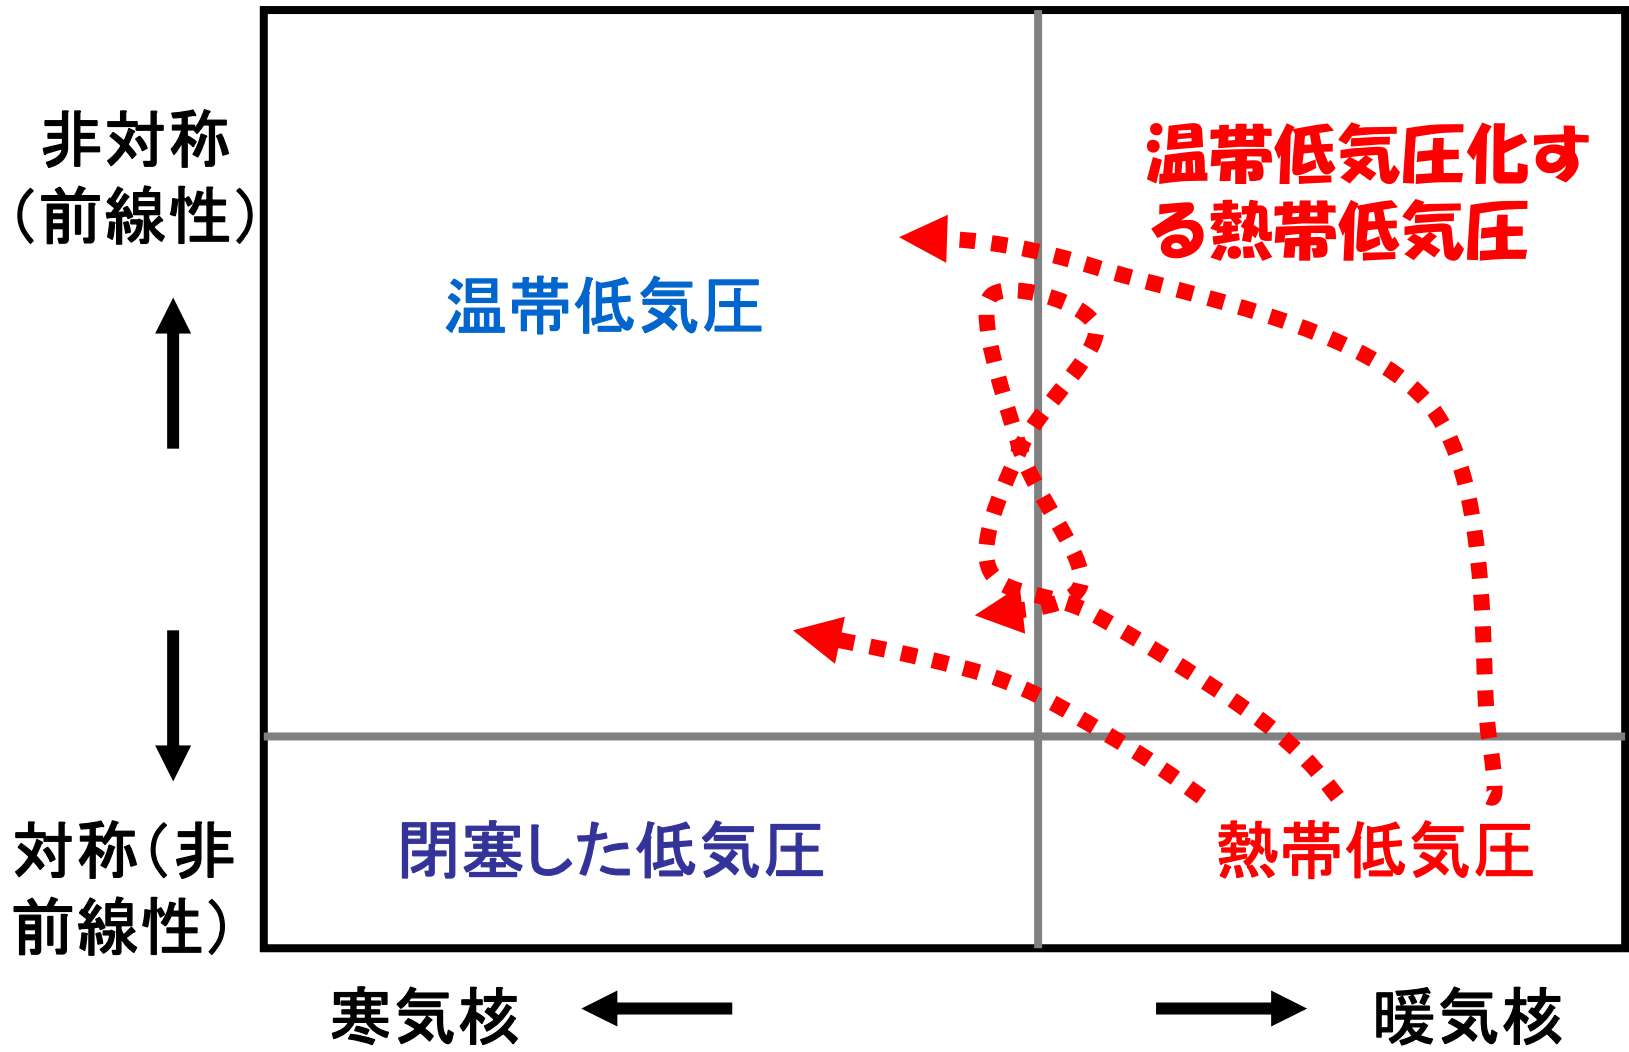 非対称
（前線性）
温帯低気圧化す
る熱帯低気圧
温帯低気圧
対称（非
前線性）
閉塞した低気圧
熱帯低気圧
寒気核
暖気核